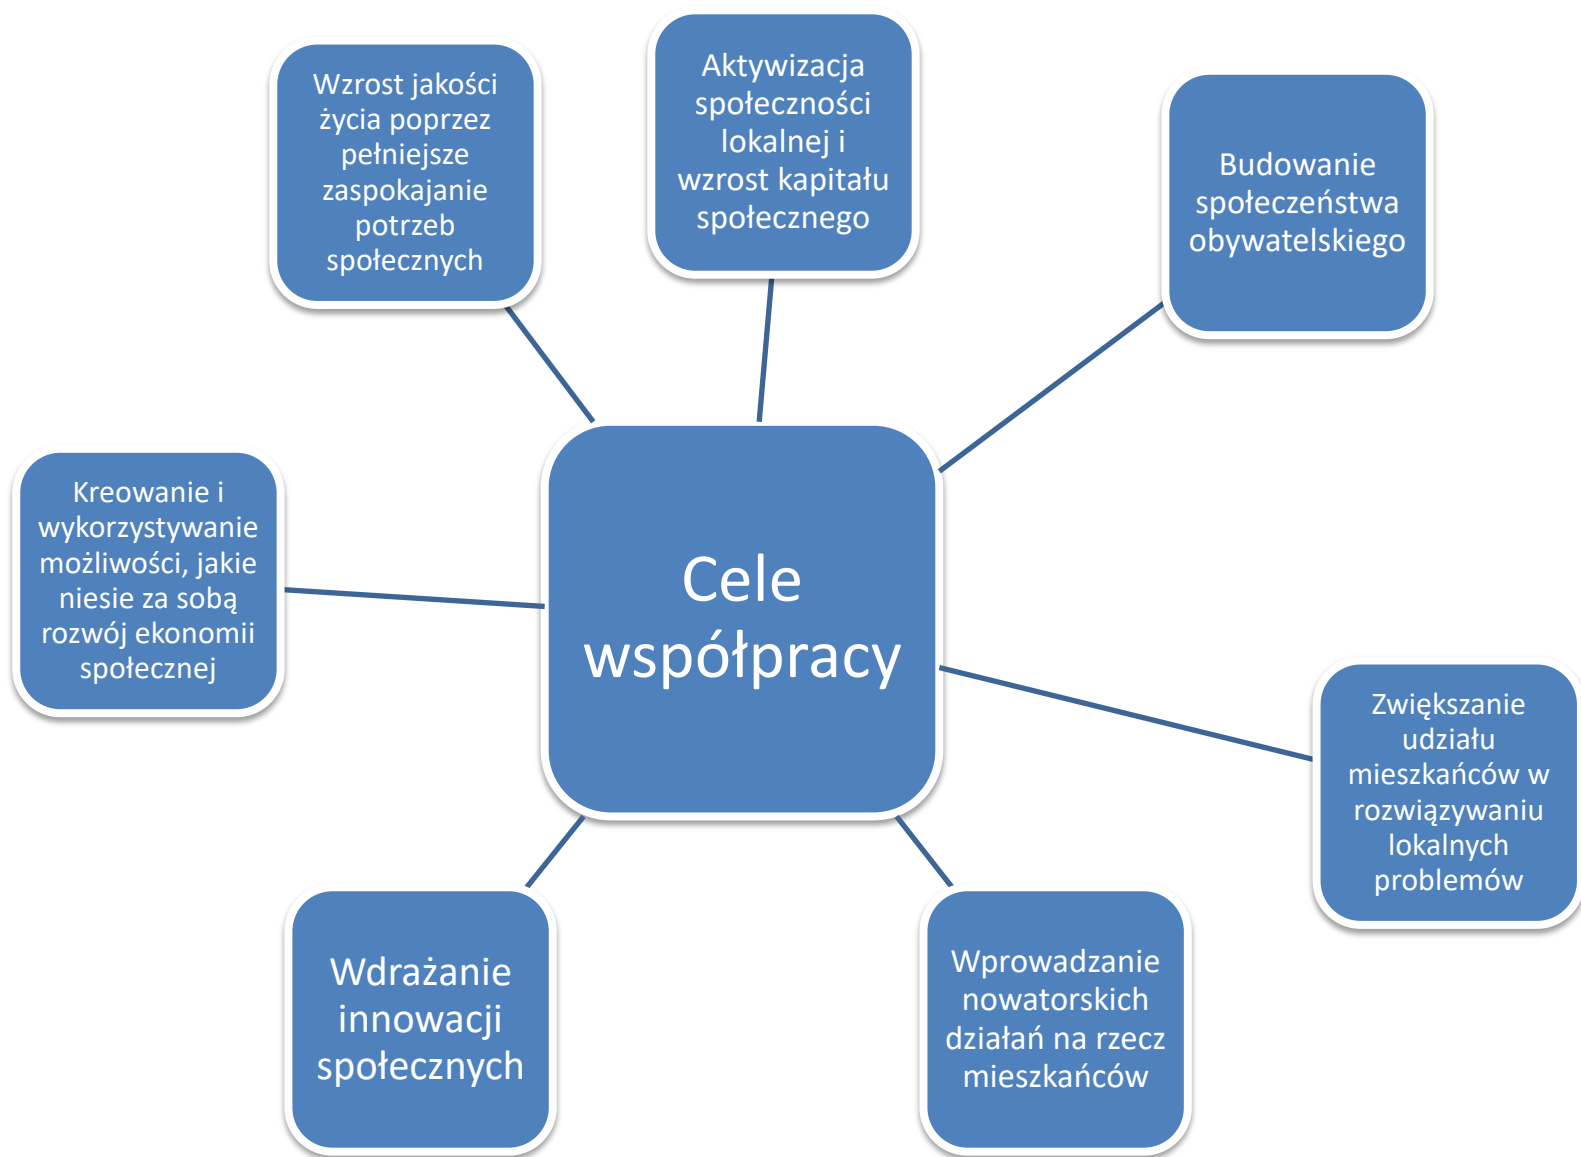 Wzrost jakości
życia poprzez
pełniejsze
zaspokajanie
potrzeb
społecznych
Aktywizacja
społeczności
lokalnej i
wzrost kapitału
społecznego
Budowanie
społeczeństwa
obywatelskiego
Kreowanie i
wykorzystywanie
możliwości, jakie
niesie za sobą
rozwój ekonomii
społecznej
Cele
współpracy
Zwiększanie
udziału
mieszkańców w
rozwiązywaniu
lokalnych
problemów
Wdrażanie
innowacji
społecznych
Wprowadzanie
nowatorskich
działań na rzecz
mieszkańców